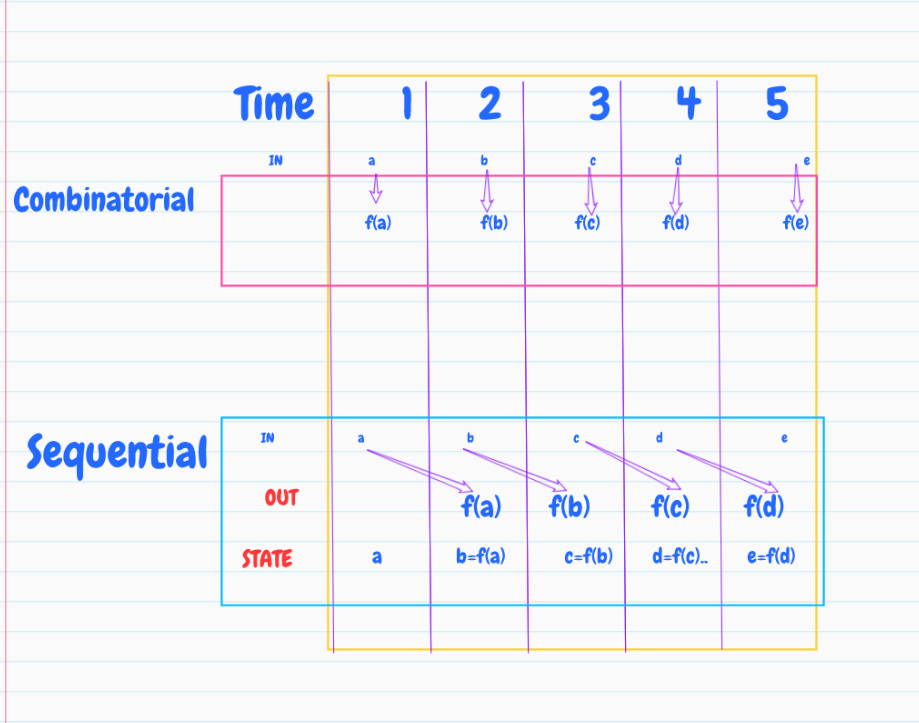 Time 1 2 3 4 5
IN a b c d e
Combinatorial
f(a) f(b) f(c) f(d) f(e)
IN a b c d e
Sequential
OUT f(a) f(b) f(c) f(d)
STATE a b=f(a) c=f(b) d=f(c).. e=f(d)